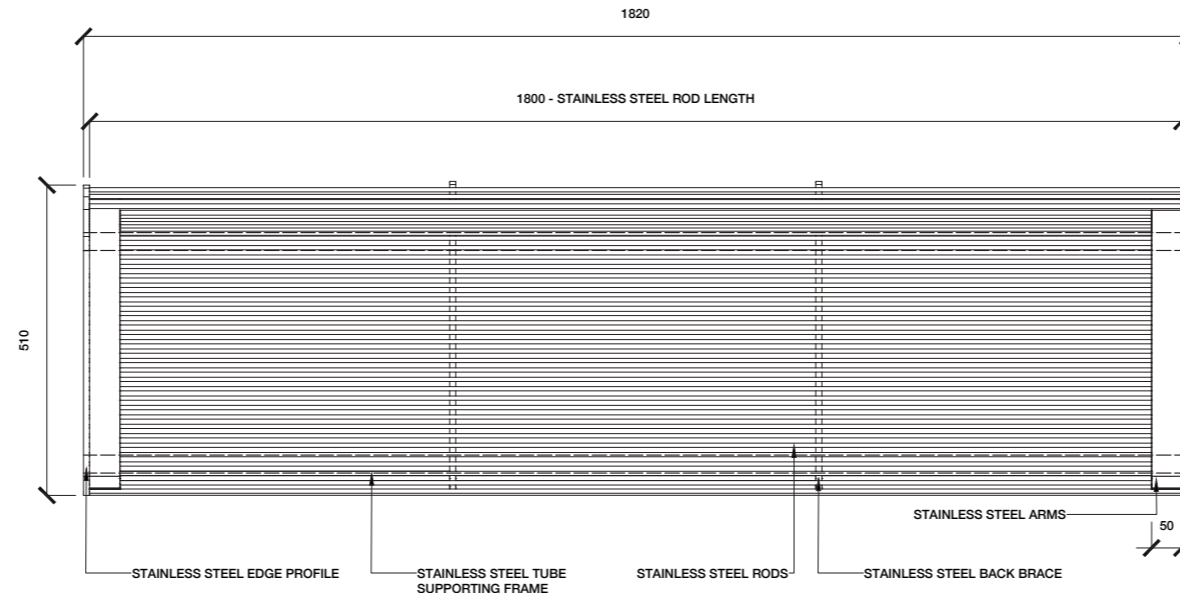 1820
1800 - STAINLESS STEEL ROD LENGTH
510
STAINLESS STEEL ARMS
50
STAINLESS STEEL EDGE PROFILE
STAINLESS STEEL TUBE
SUPPORTING FRAME
STAINLESS STEEL RODS
STAINLESS STEEL BACK BRACE